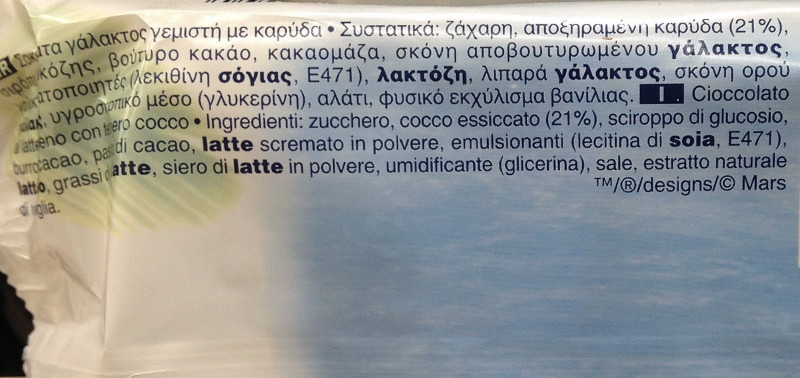 γάλακτος γεμιστή με καρύδα • Συστατικά: ζάχαρη, αποξηραμένη καρύδα (21%),
βούτυρο κακάο, κακαομάζα, σκόνη αποβουτυρωμένου γάλακτος,
(λεκιθίνη σόγιας, E471), λακτόζη, λιπαρά γάλακτος, σκόνη ορού
μέσο (γλυκερίνη), αλάτι, φυσικό εκχύλισμα βανίλιας. I. Cioccolato
cocco • Ingredienti: zucchero, cocco essiccato (21%), sciroppo di glucosio,
di cacao, latte scremato in polvere, emulsionanti (lecitina di soia, E471),
grassi latte, siero di latte in polvere, umidificante (glicerina), sale, estratto naturale
™/®/designs/© Mars